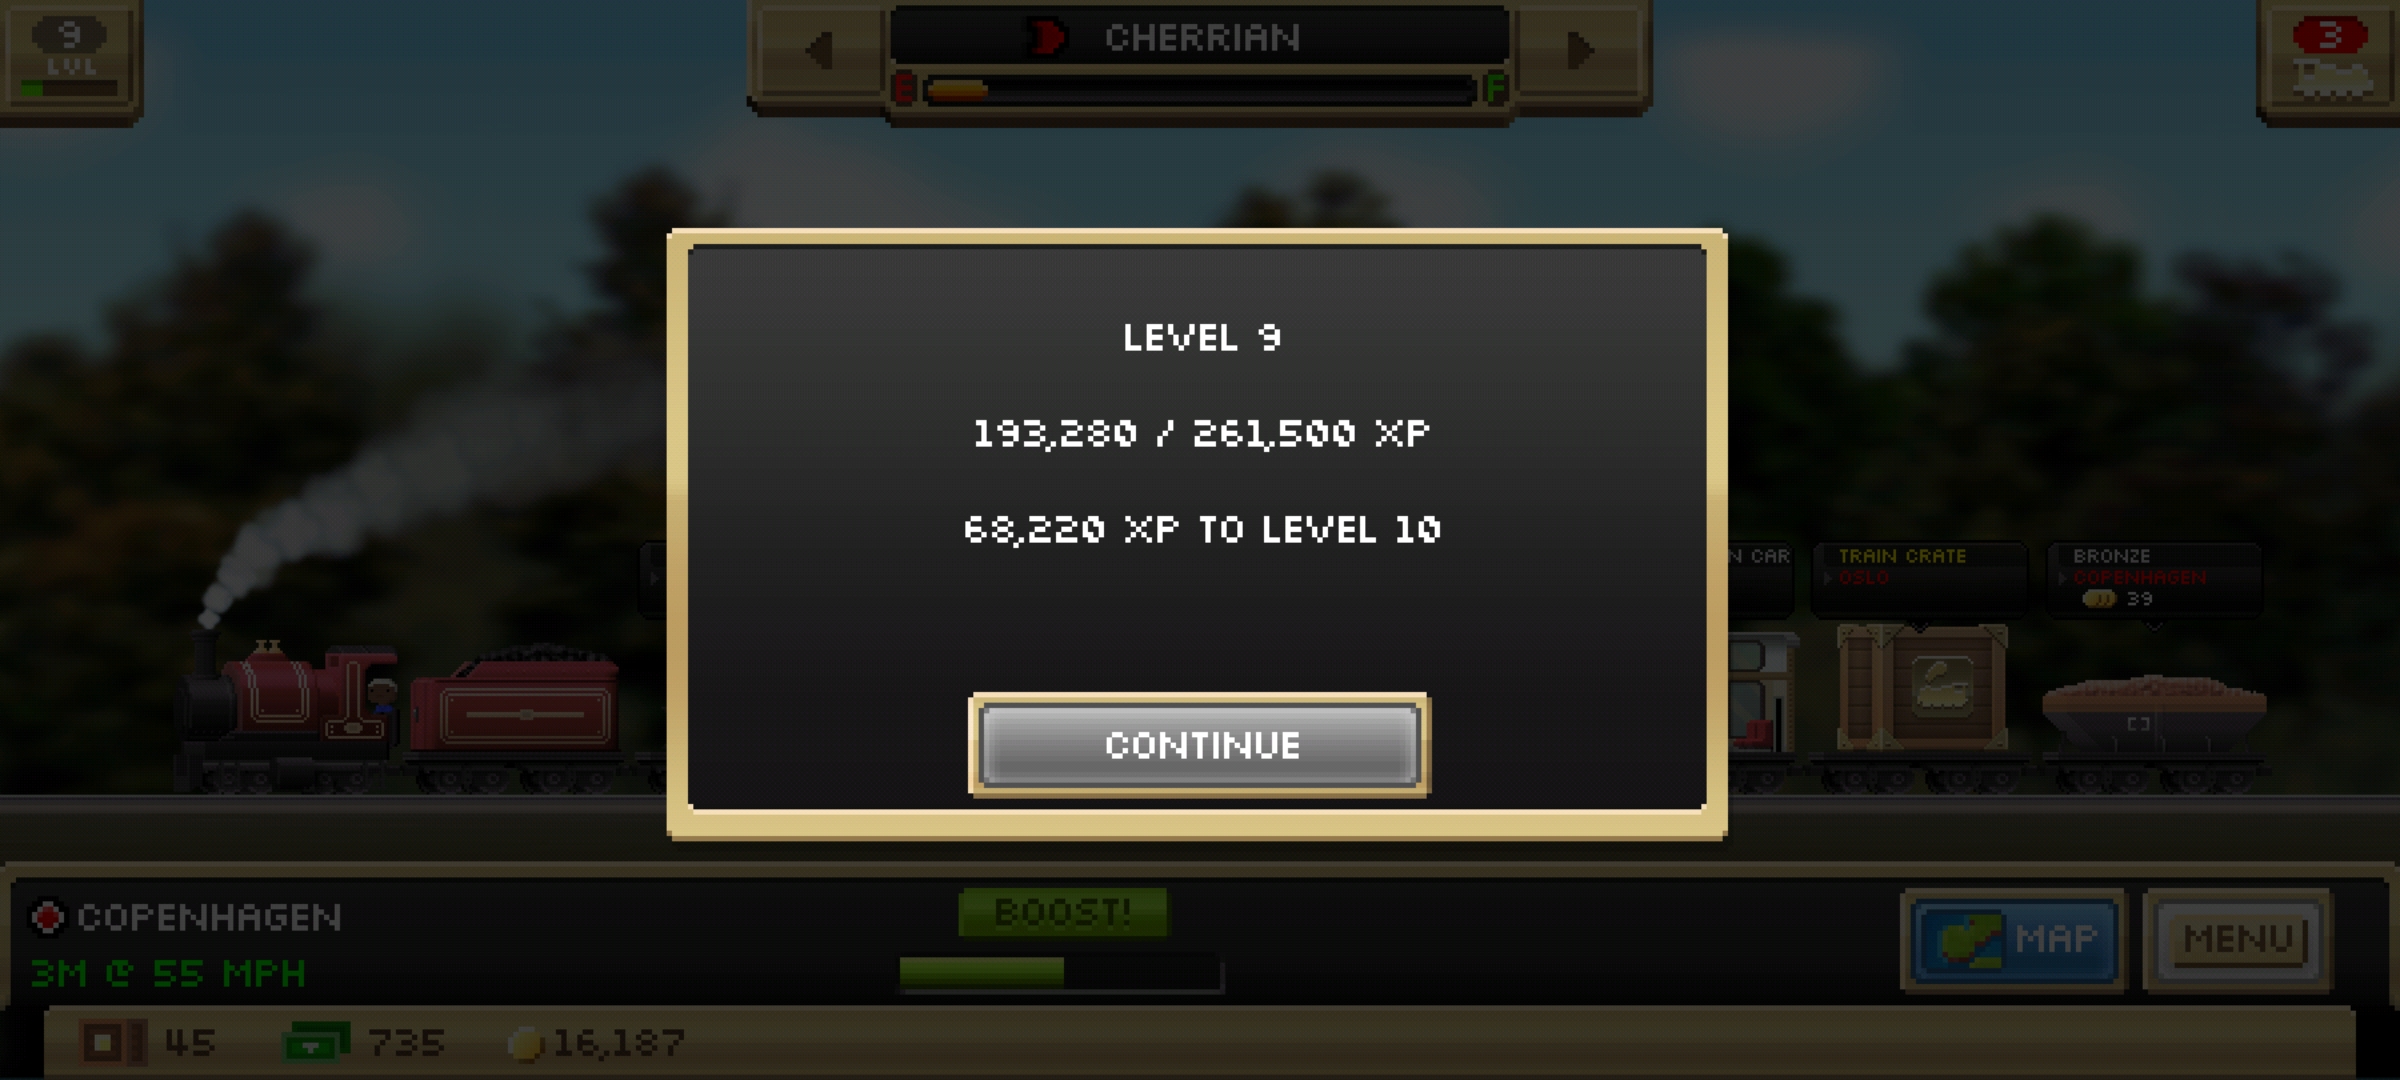 9
LVL
CHERRIAN
E
F
3
LEVEL 9
193,280 / 261,500 XP
68,220 XP TO LEVEL 10
CONTINUE
N CAR
TRAIN CRATE
OSLO
BRONZE
COPENHAGEN
39
COPENHAGEN
3M @ 55 MPH
BOOST!
MAP
MENU
45
735
16,187